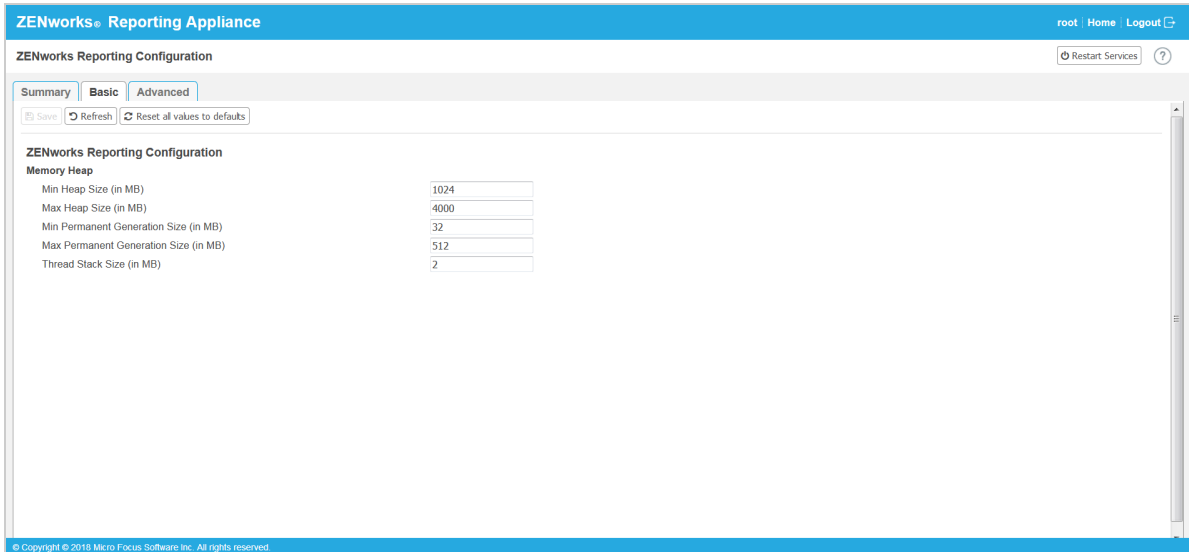 ZENworks® Reporting Appliance
root | Home | Logout
ZENworks Reporting Configuration
Restart Services ?
Summary Basic Advanced
Save Refresh Reset all values to defaults
ZENworks Reporting Configuration
Memory Heap
Min Heap Size (in MB) 1024
Max Heap Size (in MB) 4000
Min Permanent Generation Size (in MB) 32
Max Permanent Generation Size (in MB) 512
Thread Stack Size (in MB) 2
© Copyright © 2018 Micro Focus Software Inc. All rights reserved.